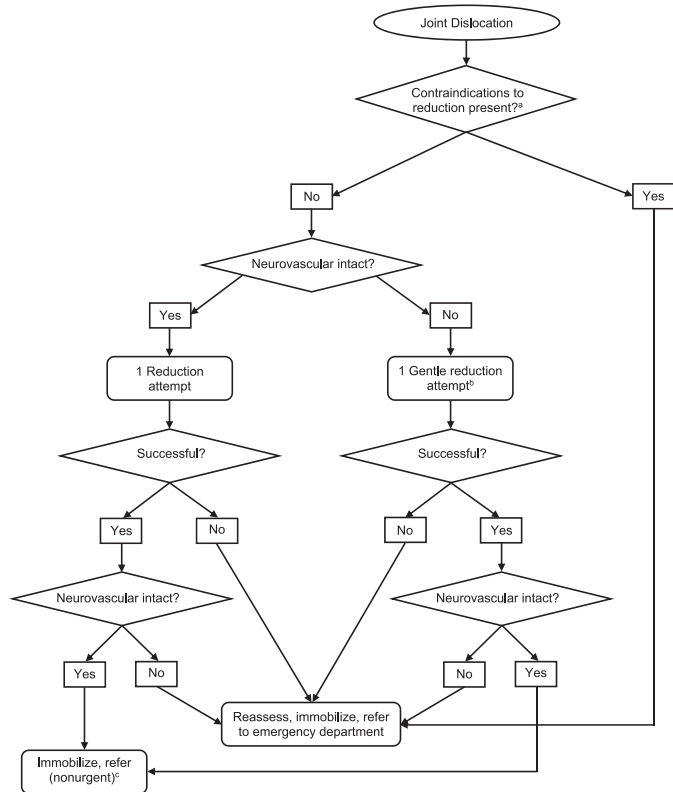 Joint Dislocation
Contraindications to
reduction present?ᵃ
No
Yes
Neurovascular intact?
Yes
No
1 Reduction
attempt
1 Gentle reduction
attemptᵇ
Successful?
Successful?
Yes
No
No
Yes
Neurovascular intact?
Neurovascular intact?
Yes
No
No
Yes
Reassess, immobilize, refer
to emergency department
Immobilize, refer
(nonurgent)ᶜ